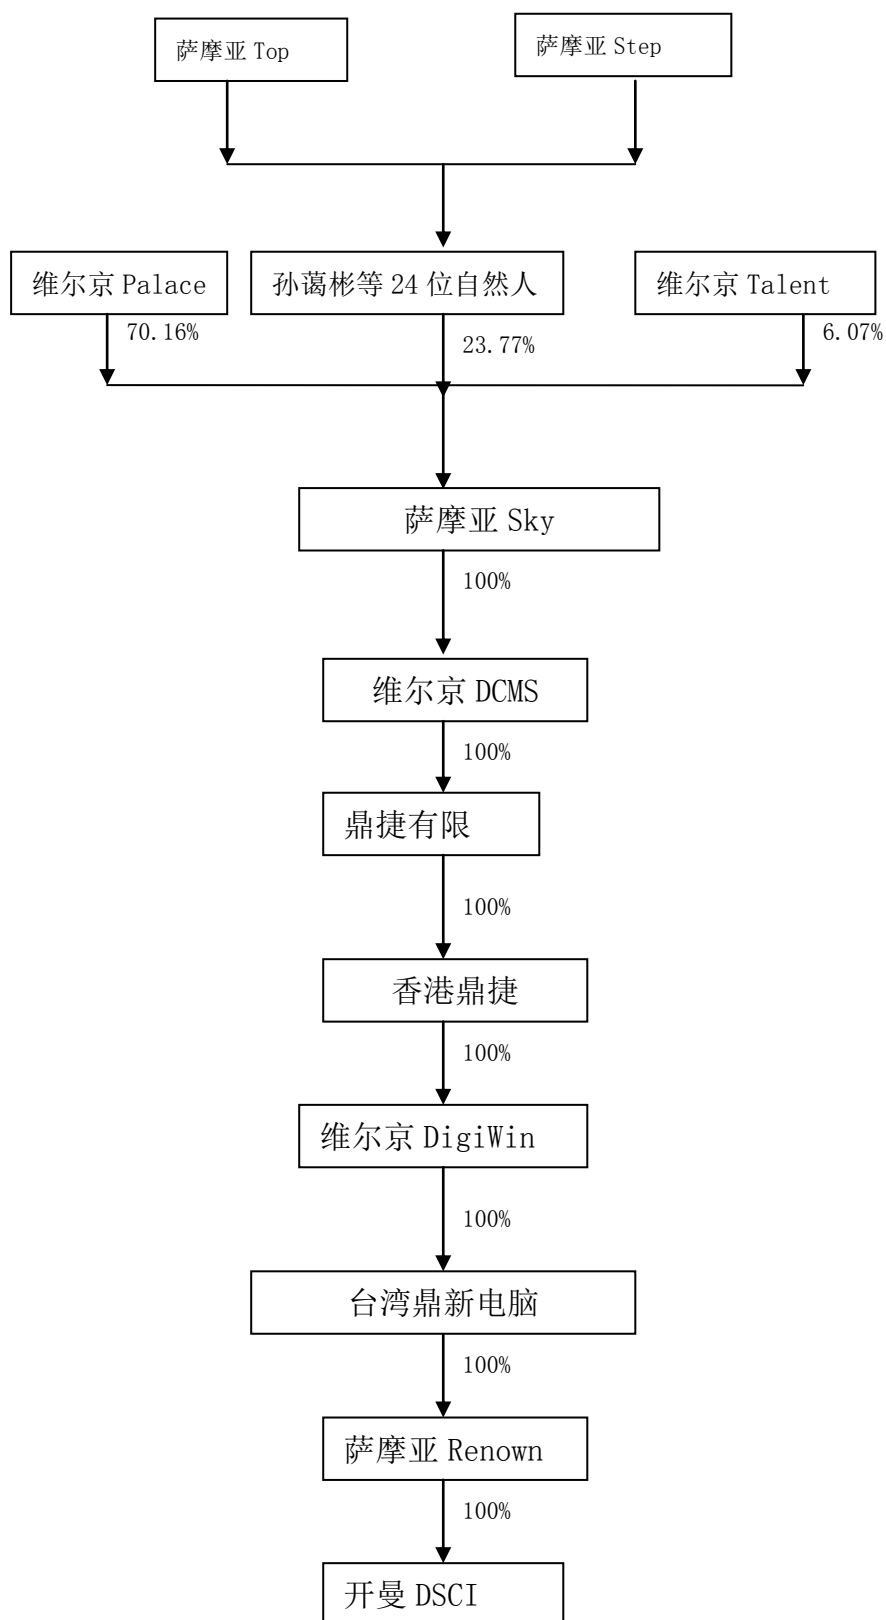 萨摩亚 Top
萨摩亚 Step
维尔京 Palace
孙蔼彬等 24 位自然人
维尔京 Talent
70.16%
23.77%
6.07%
萨摩亚 Sky
100%
维尔京 DCMS
100%
鼎捷有限
100%
香港鼎捷
100%
维尔京 DigiWin
100%
台湾鼎新电脑
100%
萨摩亚 Renown
100%
开曼 DSCI